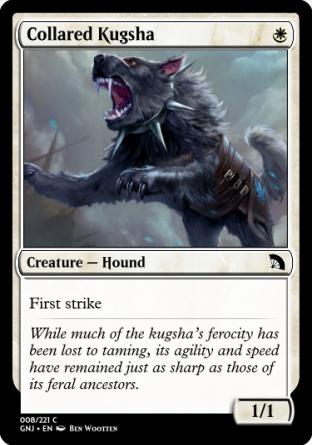 Collared Kugsha
Creature — Hound
First strike
While much of the kugsha's ferocity has
been lost to taming, its agility and speed
have remained just as sharp as those of
its feral ancestors.
1/1
008/221 C
GNJ • EN Ben Wootten